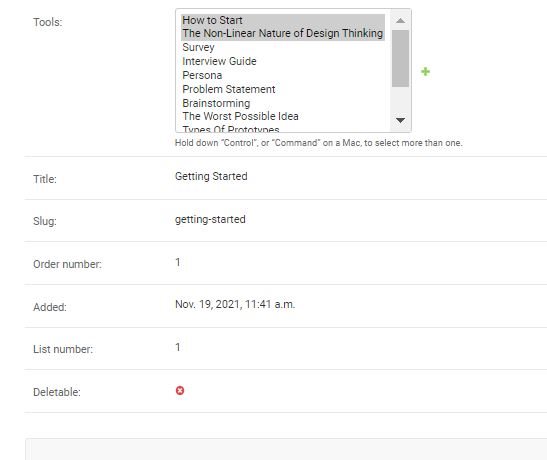 Tools:
How to Start
The Non-Linear Nature of Design Thinking
Survey
Interview Guide
Persona
Problem Statement
Brainstorming
The Worst Possible Idea
Types Of Prototypes
Hold down “Control”, or “Command” on a Mac, to select more than one.
Title:
Getting Started
Slug:
getting-started
Order number:
1
Added:
Nov. 19, 2021, 11:41 a.m.
List number:
1
Deletable: